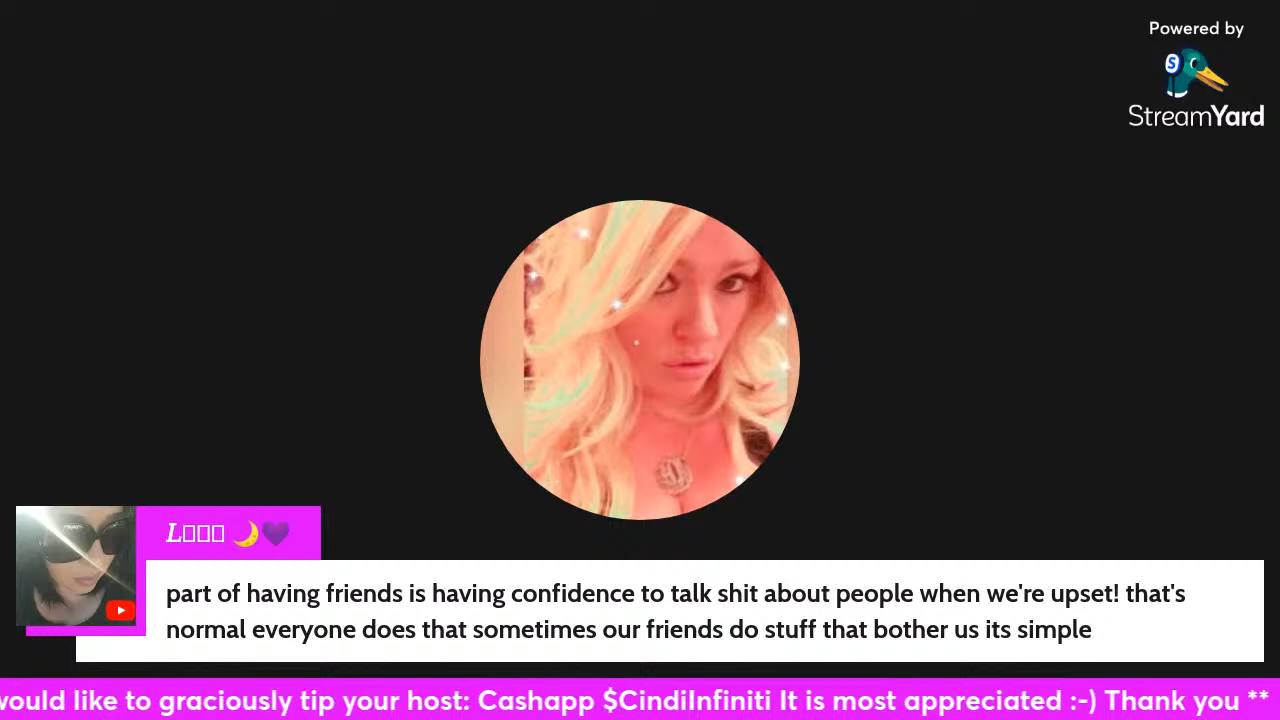 Powered by
StreamYard
L
part of having friends is having confidence to talk shit about people when we're upset! that's
normal everyone does that sometimes our friends do stuff that bother us its simple
would like to graciously tip your host: Cashapp $CindiInfiniti It is most appreciated :-) Thank you **